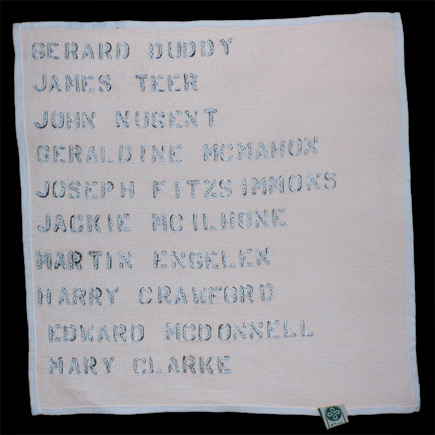 GERARD DUDDY
JAMES TEER
JOHN NUGENT
GERALDINE MCMAHON
JOSEPH FITZSIMMONS
JACKIE MCILHONE
MARTIN ENGELEN
HARRY CRAWFORD
EDWARD MCDONNELL
MARY CLARKE